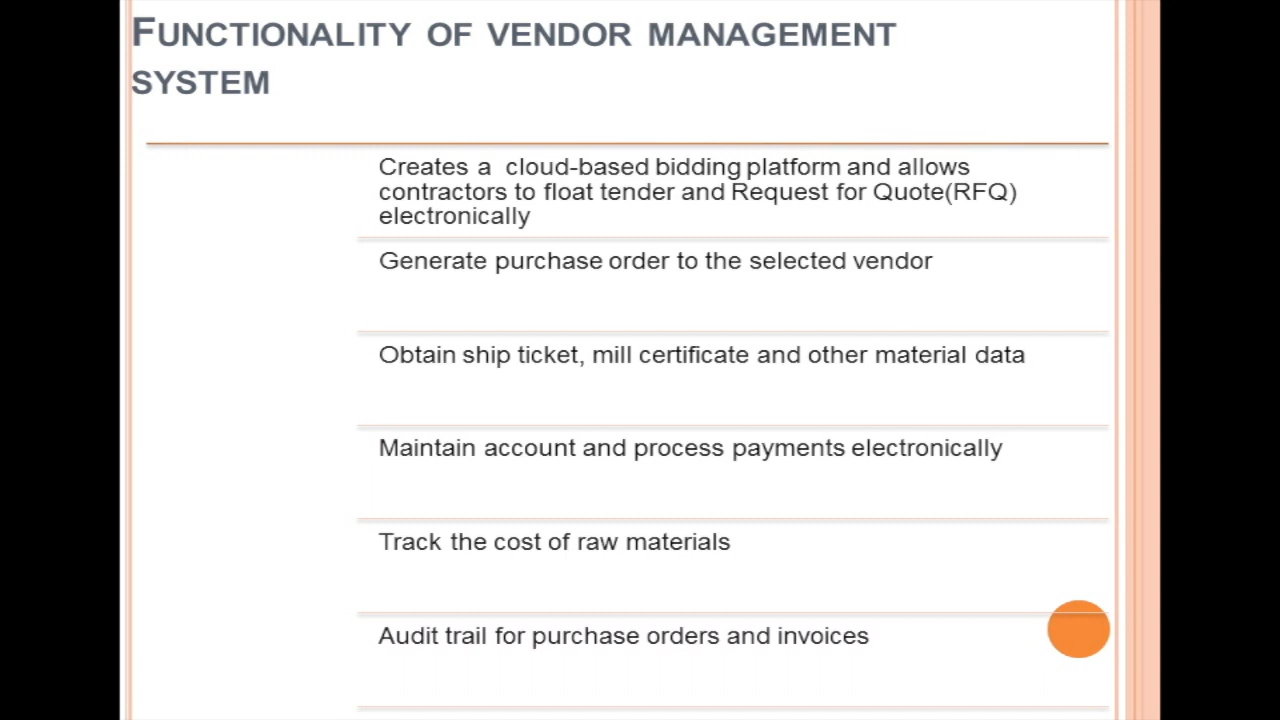 FUNCTIONALITY OF VENDOR MANAGEMENT
SYSTEM
Creates a cloud-based bidding platform and allows
contractors to float tender and Request for Quote(RFQ)
electronically
Generate purchase order to the selected vendor
Obtain ship ticket, mill certificate and other material data
Maintain account and process payments electronically
Track the cost of raw materials
Audit trail for purchase orders and invoices